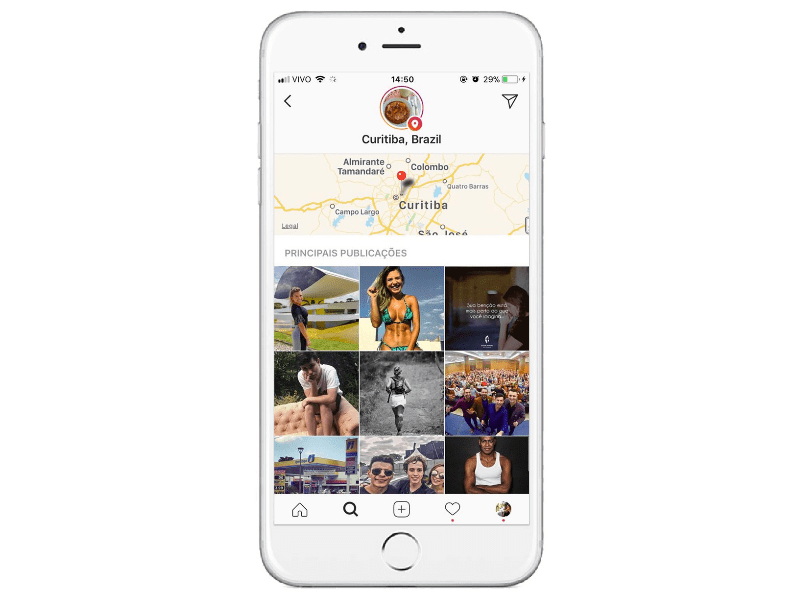 VIVO
14:50
29%
Curitiba, Brazil
Almirante
Tamandaré
Colombo
Quatro Barras
Curitiba
Campo Largo
Legal
São José
PRINCIPAIS PUBLICAÇÕES
Sua benção está
mais perto do que
você imagina.